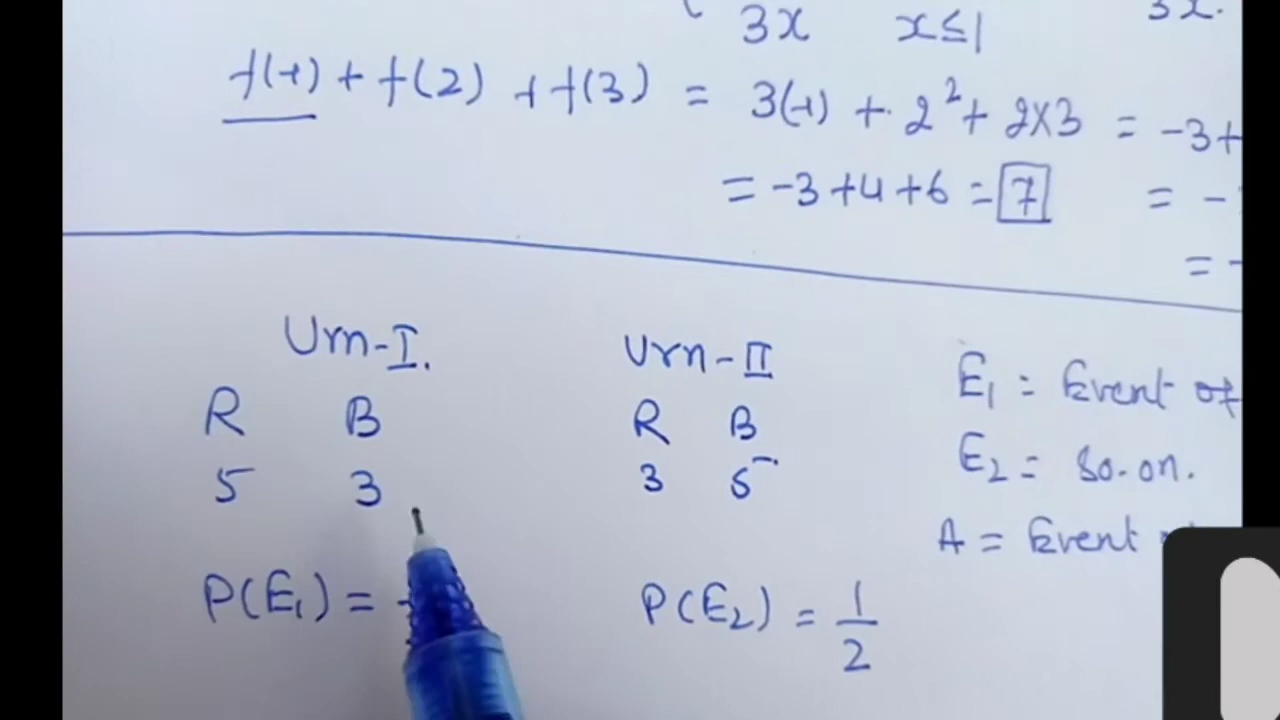 3x x≤1 3x.
f(-1) + f(2) + f(3) = 3(-1) + 2² + 2×3 = -3+
= -3+4+6 = 7 = -
= -
Urn-I. Urn-II
R B R B
5 3 3 5
E₁ = Event of
E₂ = so-on.
A = Event
P(E₁) = P(E₂) = 1/2